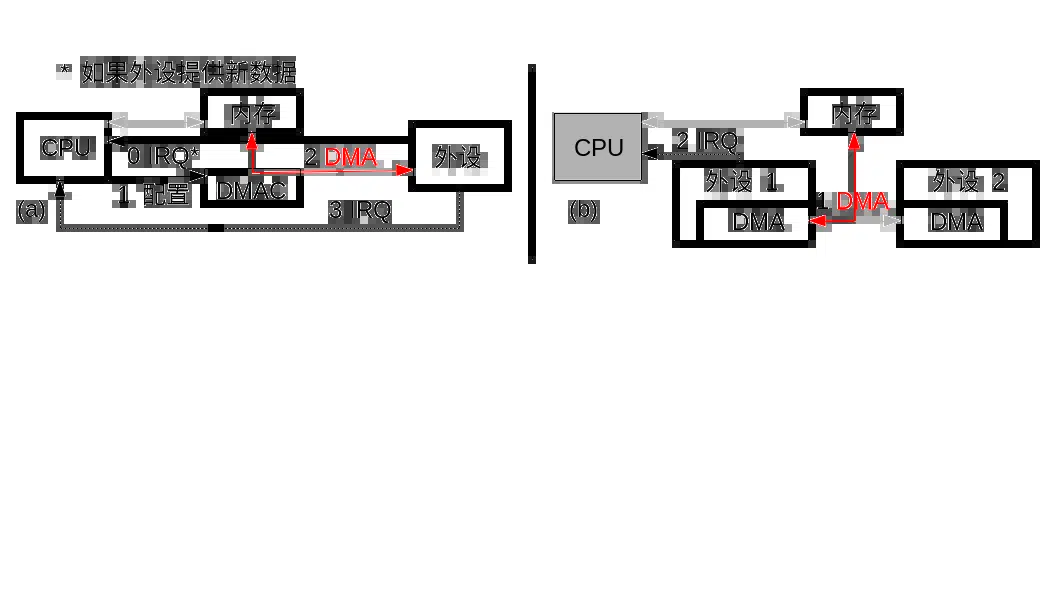 * 如果外设提供新数据
内存
CPU
0 IRQ*
2 DMA
外设
1 配置
DMAC
3 IRQ
(a)
内存
CPU
2 IRQ
外设 1
外设 2
1 DMA
DMA
DMA
(b)